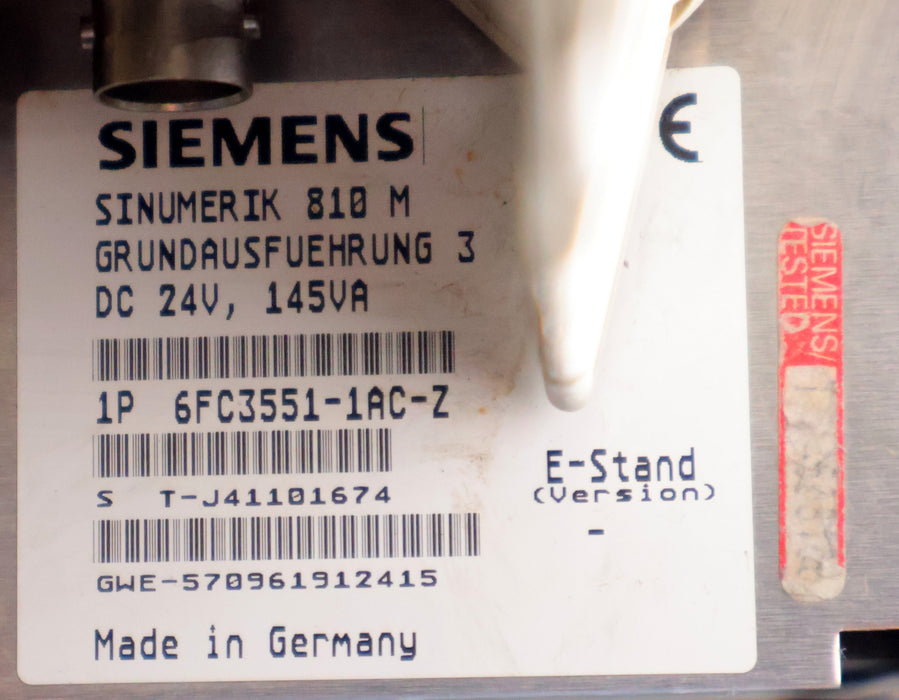 SIEMENS
CE
SINUMERIK 810 M
GRUNDAUSFUEHRUNG 3
DC 24V, 145VA
1P 6FC3551-1AC-Z
S T-J41101674
GWE-570961912415
Made in Germany
E-Stand
(Version)
-
SIEMENS/
TESTED